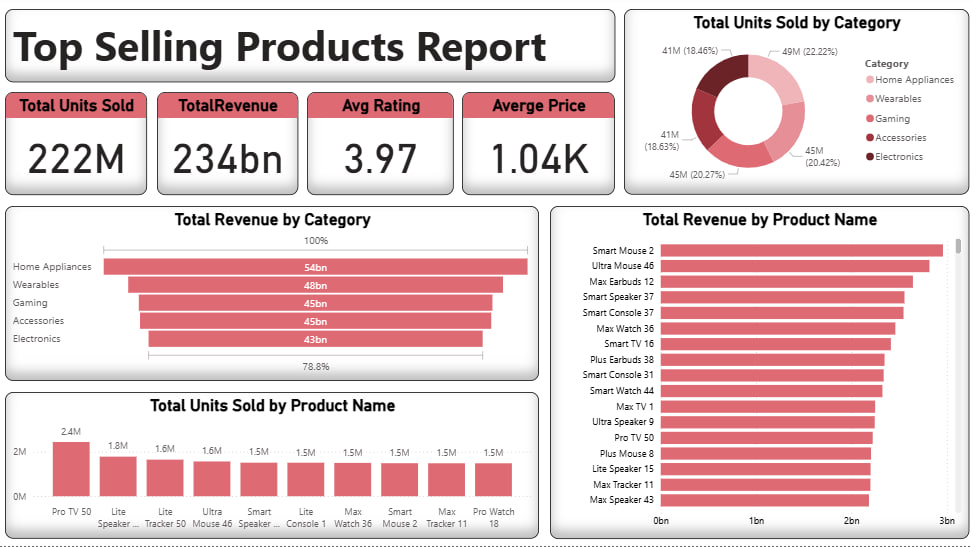 Top Selling Products Report
Total Units Sold
222M
TotalRevenue
234bn
Avg Rating
3.97
Averge Price
1.04K
Total Units Sold by Category
41M (18.46%)
49M (22.22%)
41M
(18.63%)
45M
(20.42%)
45M (20.27%)
Category
Home Appliances
Wearables
Gaming
Accessories
Electronics
Total Revenue by Category
100%
Home Appliances
54bn
Wearables
48bn
Gaming
45bn
Accessories
45bn
Electronics
43bn
78.8%
Total Units Sold by Product Name
2M
0M
2.4M
1.8M
1.6M
1.6M
1.5M
1.5M
1.5M
1.5M
1.5M
1.5M
Pro TV 50
Lite
Speaker ...
Lite
Tracker 50
Ultra
Mouse 46
Smart
Speaker ...
Lite
Console 1
Max
Watch 36
Smart
Mouse 2
Max
Tracker 11
Pro Watch
18
Total Revenue by Product Name
Smart Mouse 2
Ultra Mouse 46
Max Earbuds 12
Smart Speaker 37
Smart Console 37
Max Watch 36
Smart TV 16
Plus Earbuds 38
Smart Console 31
Smart Watch 44
Max TV 1
Ultra Speaker 9
Pro TV 50
Plus Mouse 8
Lite Speaker 15
Max Tracker 11
Max Speaker 43
0bn
1bn
2bn
3bn